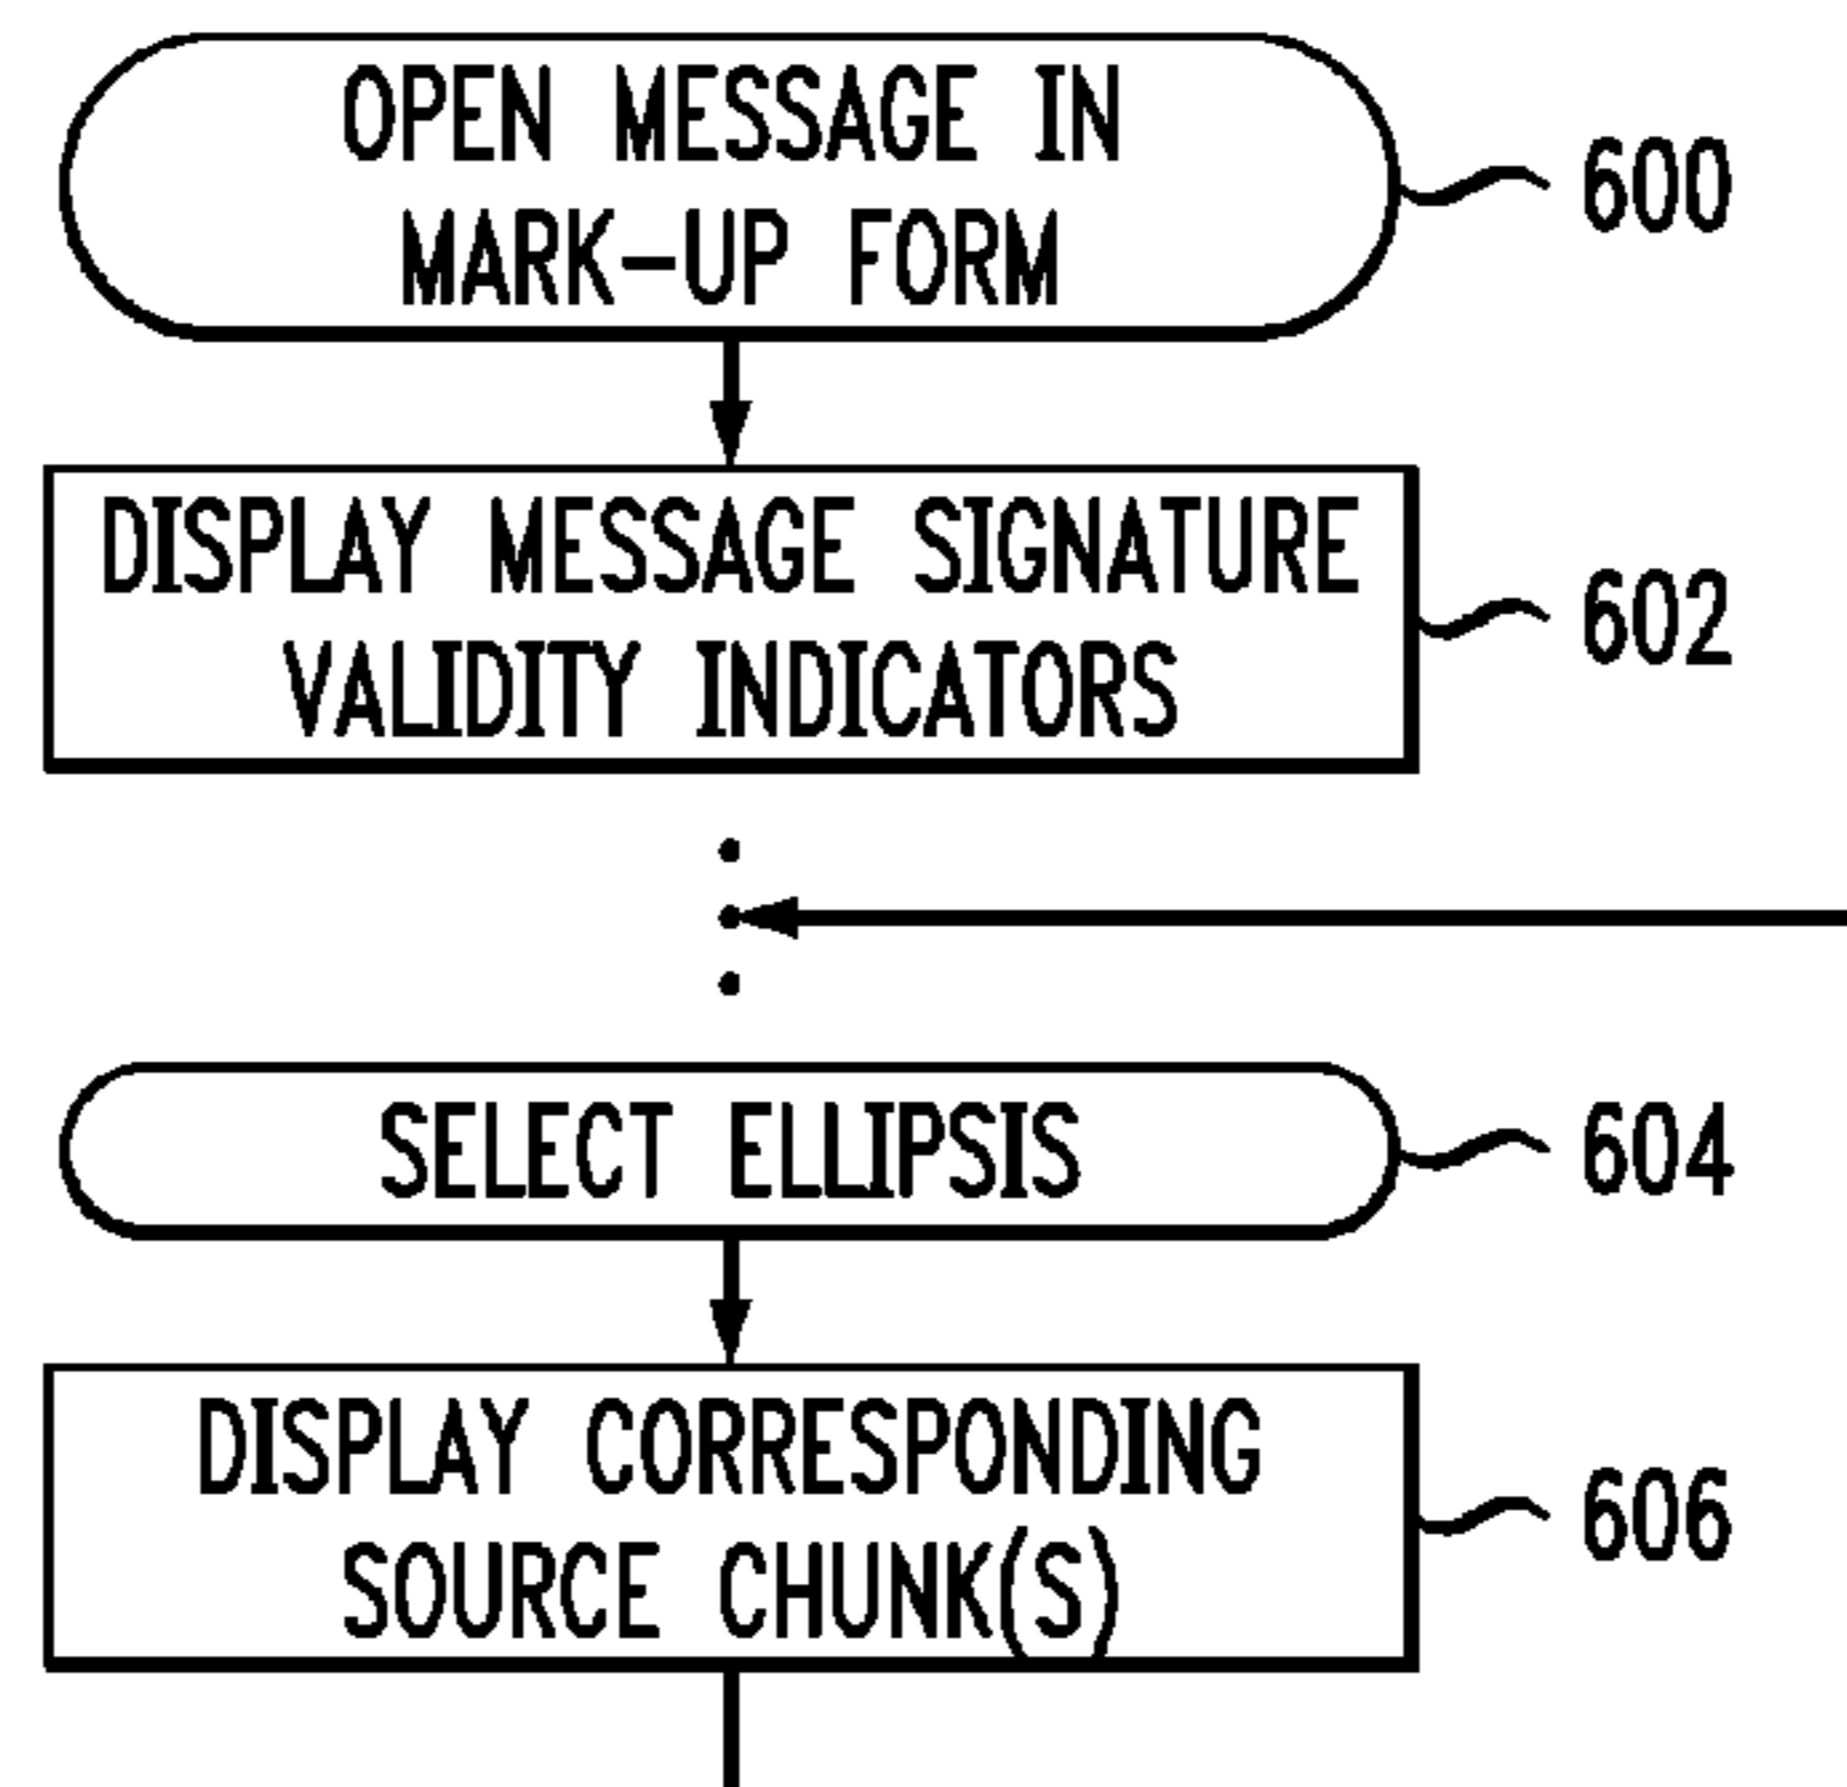 OPEN MESSAGE IN
MARK-UP FORM
600
DISPLAY MESSAGE SIGNATURE
VALIDITY INDICATORS
602
SELECT ELLIPSIS
604
DISPLAY CORRESPONDING
SOURCE CHUNK(S)
606